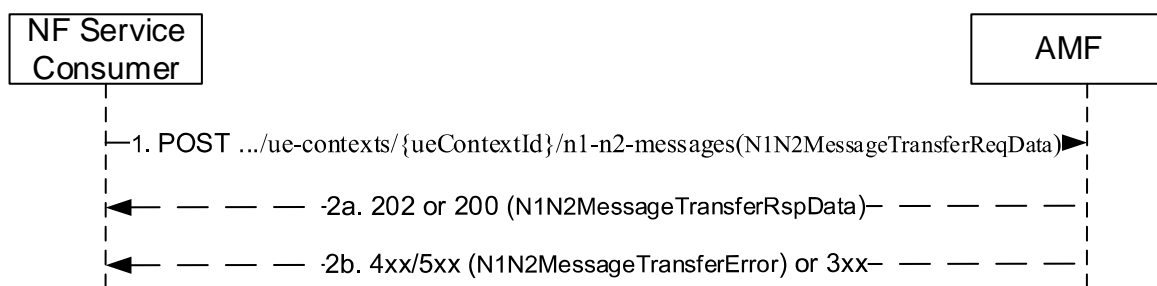 NF Service
Consumer
AMF
1. POST .../ue-contexts/{ueContextId}/n1-n2-messages(N1N2MessageTransferReqData)
2a. 202 or 200 (N1N2MessageTransferRspData)
2b. 4xx/5xx (N1N2MessageTransferError) or 3xx